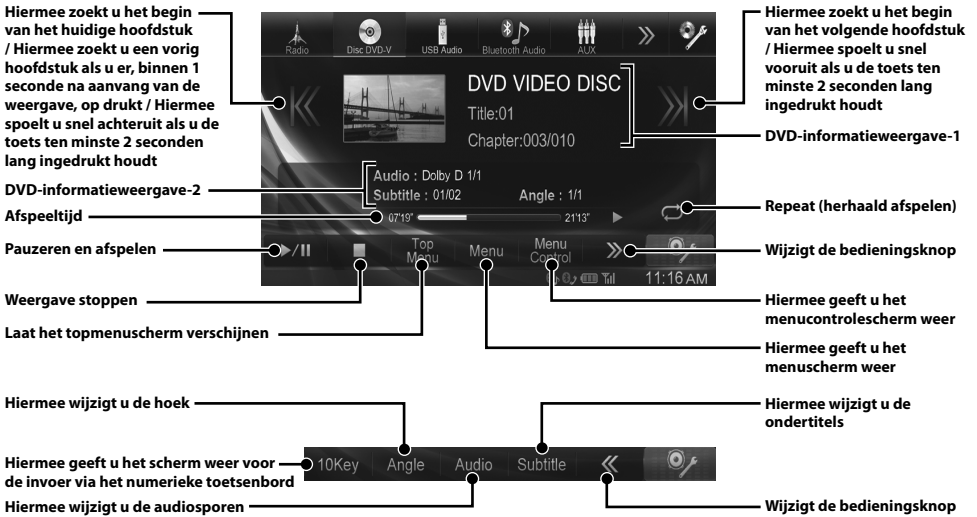 Hiermee zoekt u het begin
van het huidige hoofdstuk
/ Hiermee zoekt u een vorig
hoofdstuk als u er, binnen 1
seconde na aanvang van de
weergave, op drukt / Hiermee
spoelt u snel achteruit als u de
toets ten minste 2 seconden
lang ingedrukt houdt
DVD-informatieweergave-2
Afspeeltijd
Pauzeren en afspelen
Weergave stoppen
Laat het topmenuscherm verschijnen
Radio
Disc DVD-V
USB Audio
Bluetooth Audio
AUX
DVD VIDEO DISC
Title:01
Chapter:003/010
Audio : Dolby D 1/1
Subtitle : 01/02
Angle : 1/1
07'19"
21'13"
Top
Menu
Menu
Menu
Control
11:16 AM
Hiermee zoekt u het begin
van het volgende hoofdstuk
/ Hiermee spoelt u snel
vooruit als u de toets ten
minste 2 seconden lang
ingedrukt houdt
DVD-informatieweergave-1
Repeat (herhaald afspelen)
Wijzigt de bedieningsknop
Hiermee geeft u het
menucontrolescherm weer
Hiermee geeft u het
menuscherm weer
Hiermee wijzigt u de hoek
Hiermee geeft u het scherm weer voor
de invoer via het numerieke toetsenbord
Hiermee wijzigt u de audiosporen
10Key
Angle
Audio
Subtitle
Hiermee wijzigt u de
ondertitels
Wijzigt de bedieningsknop